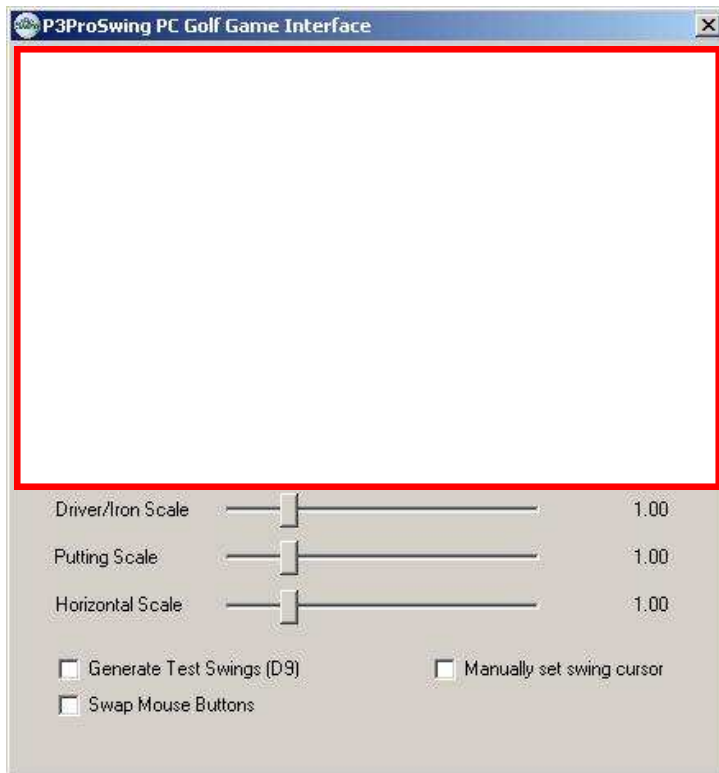 P3ProSwing PC Golf Game Interface
Driver/Iron Scale 1.00
Putting Scale 1.00
Horizontal Scale 1.00
Generate Test Swings (D9) Manually set swing cursor
Swap Mouse Buttons